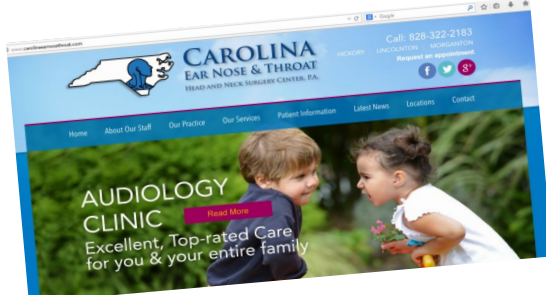 www.carolinaearnosethroat.com
Google
CAROLINA
EAR NOSE & THROAT
HEAD AND NECK SURGERY CENTER, P.A.
Call: 828-322-2183
HICKORY LINCOLNTON MORGANTON
Request an appointment
f g+
Home About Our Staff Our Practice Our Services Patient Information Latest News Locations Contact
AUDIOLOGY
CLINIC
Read More
Excellent, Top-rated Care
for you & your entire family